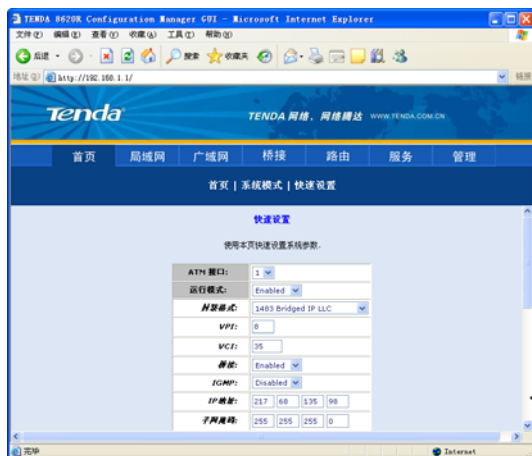 TENDA 8620R Configuration Manager GUI - Microsoft Internet Explorer
文件(F) 编辑(E) 查看(V) 收藏(A) 工具(T) 帮助(H)
后退 搜索 收藏夹
地址(D) http://192.168.1.1/ 链接
Tenda TENDA 网络,网络腾达 WWW.TENDA.COM.CN
首页 局域网 广域网 桥接 路由 服务 管理
首页 | 系统模式 | 快速设置
快速设置
使用本页快速设置系统参数.
ATM 接口: 1
运行模式: Enabled
封装格式: 1483 Bridged IP LLC
VPI: 8
VCI: 35
桥接: Enabled
IGMP: Disabled
IP地址: 217 68 135 98
子网掩码: 255 255 255 0
完毕 Internet